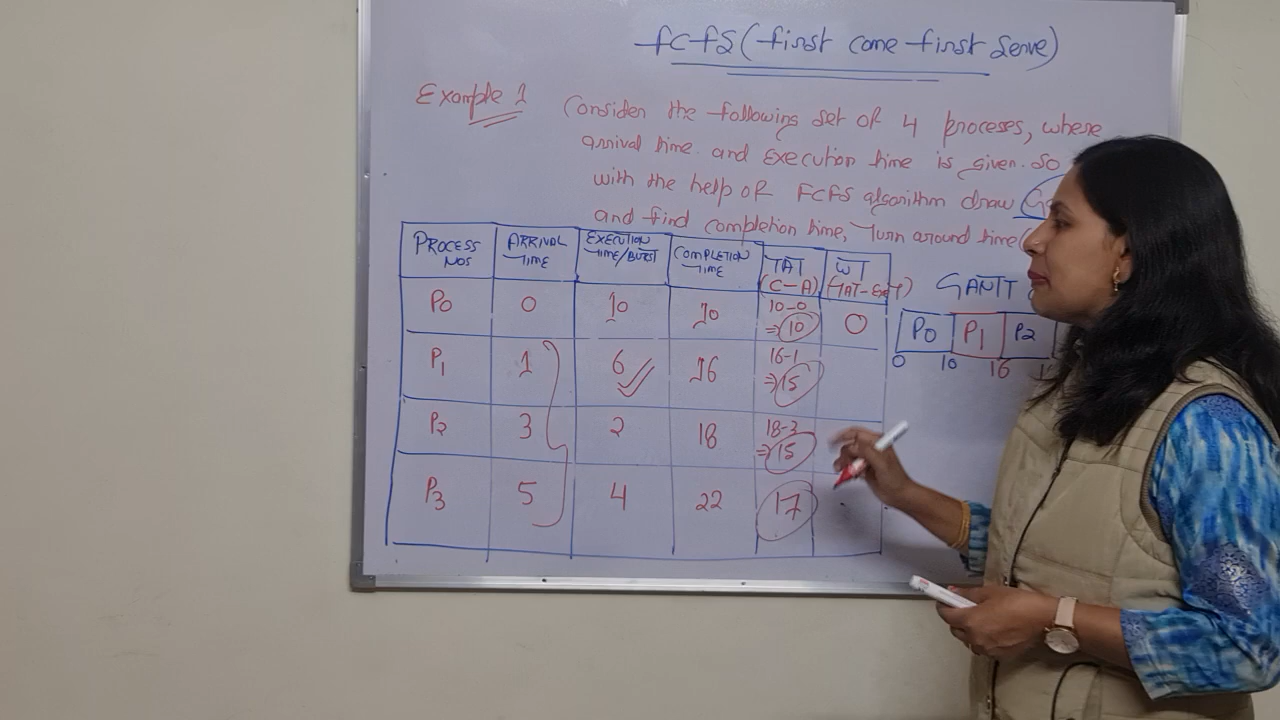 FCFS (first come first serve)
Example 1
Consider the following set of 4 proceses, where
arrival time and execution time is given. So
with the help of FCFS algorithm draw
and find completion time, Turn around time (
PROCESS NOS
ARRIVAL TIME
EXECUTION TIME/BURST
COMPLETION TIME
TAT (C-A)
WT (TAT-Exe T)
P0 0 10 10 10-0 ⇒ 10 0
P1 1 6 16 16-1 ⇒ 15
P2 3 2 18 18-3 ⇒ 15
P3 5 4 22 17
GANTT
P0 P1 P2
0 10 16